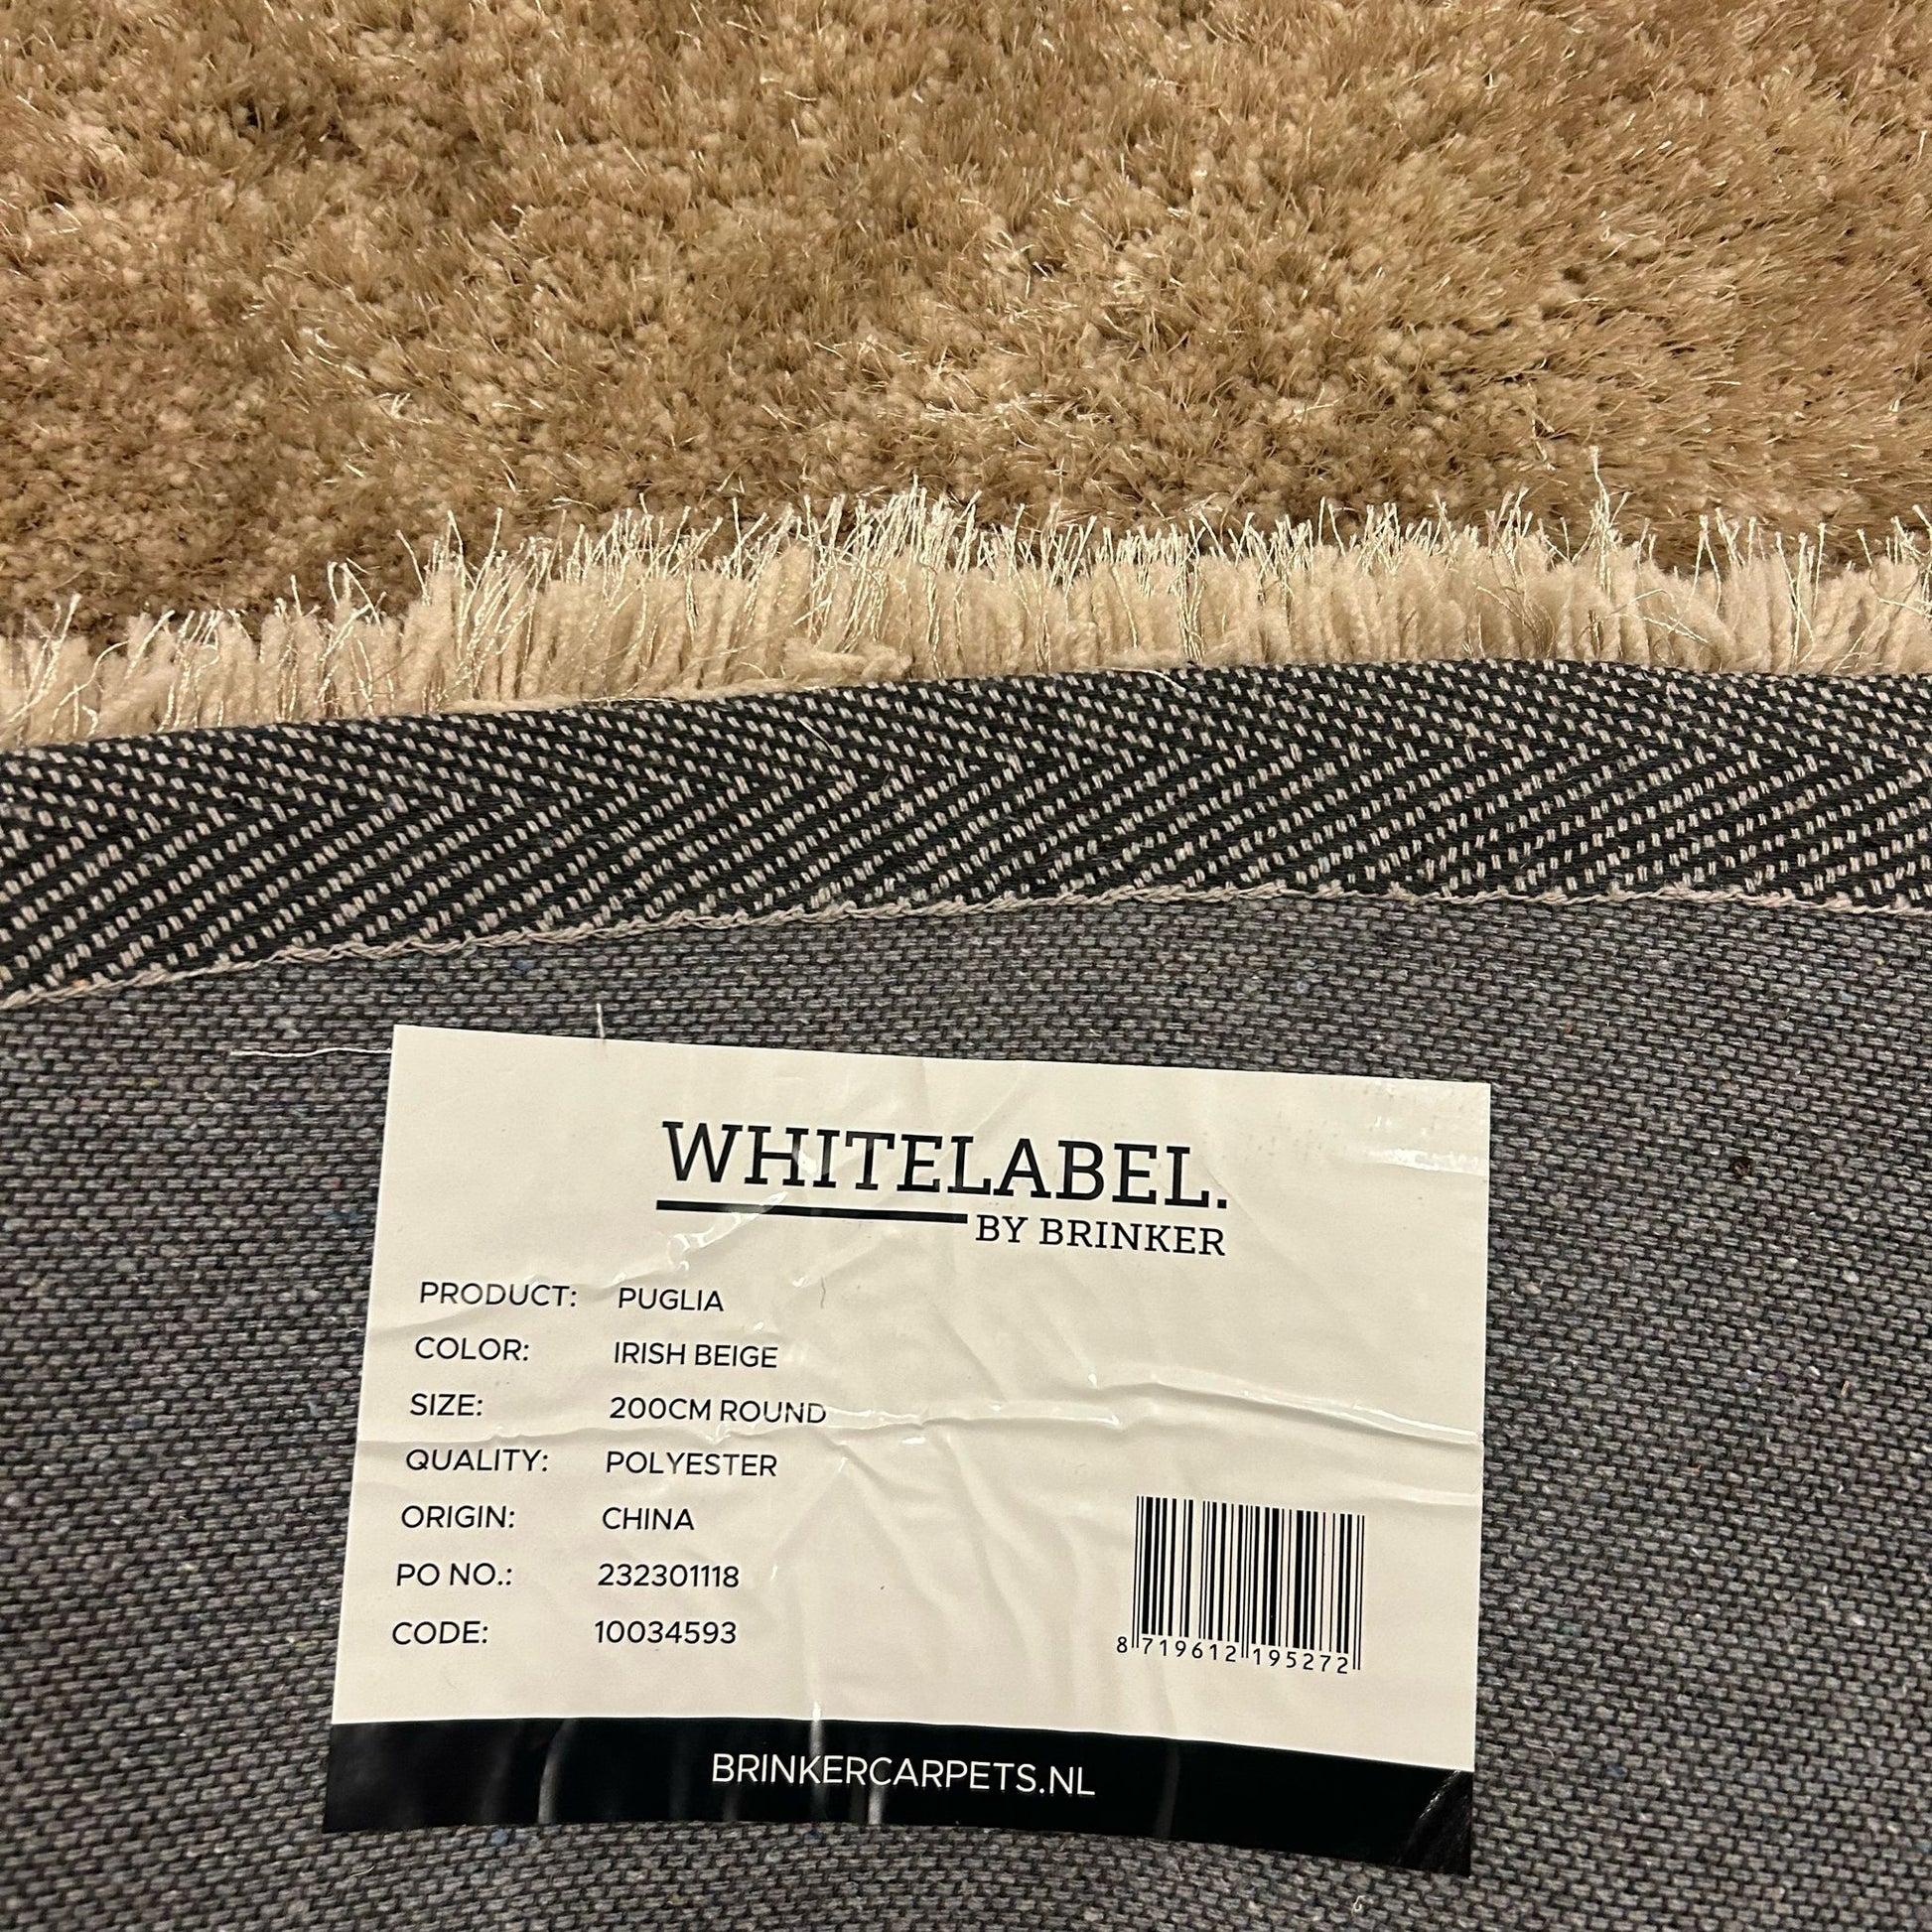 WHITELABEL.
BY BRINKER
PRODUCT: PUGLIA
COLOR: IRISH BEIGE
SIZE: 200CM ROUND
QUALITY: POLYESTER
ORIGIN: CHINA
PO NO.: 232301118
CODE: 10034593
8 719612 195272
BRINKERCARPETS.NL